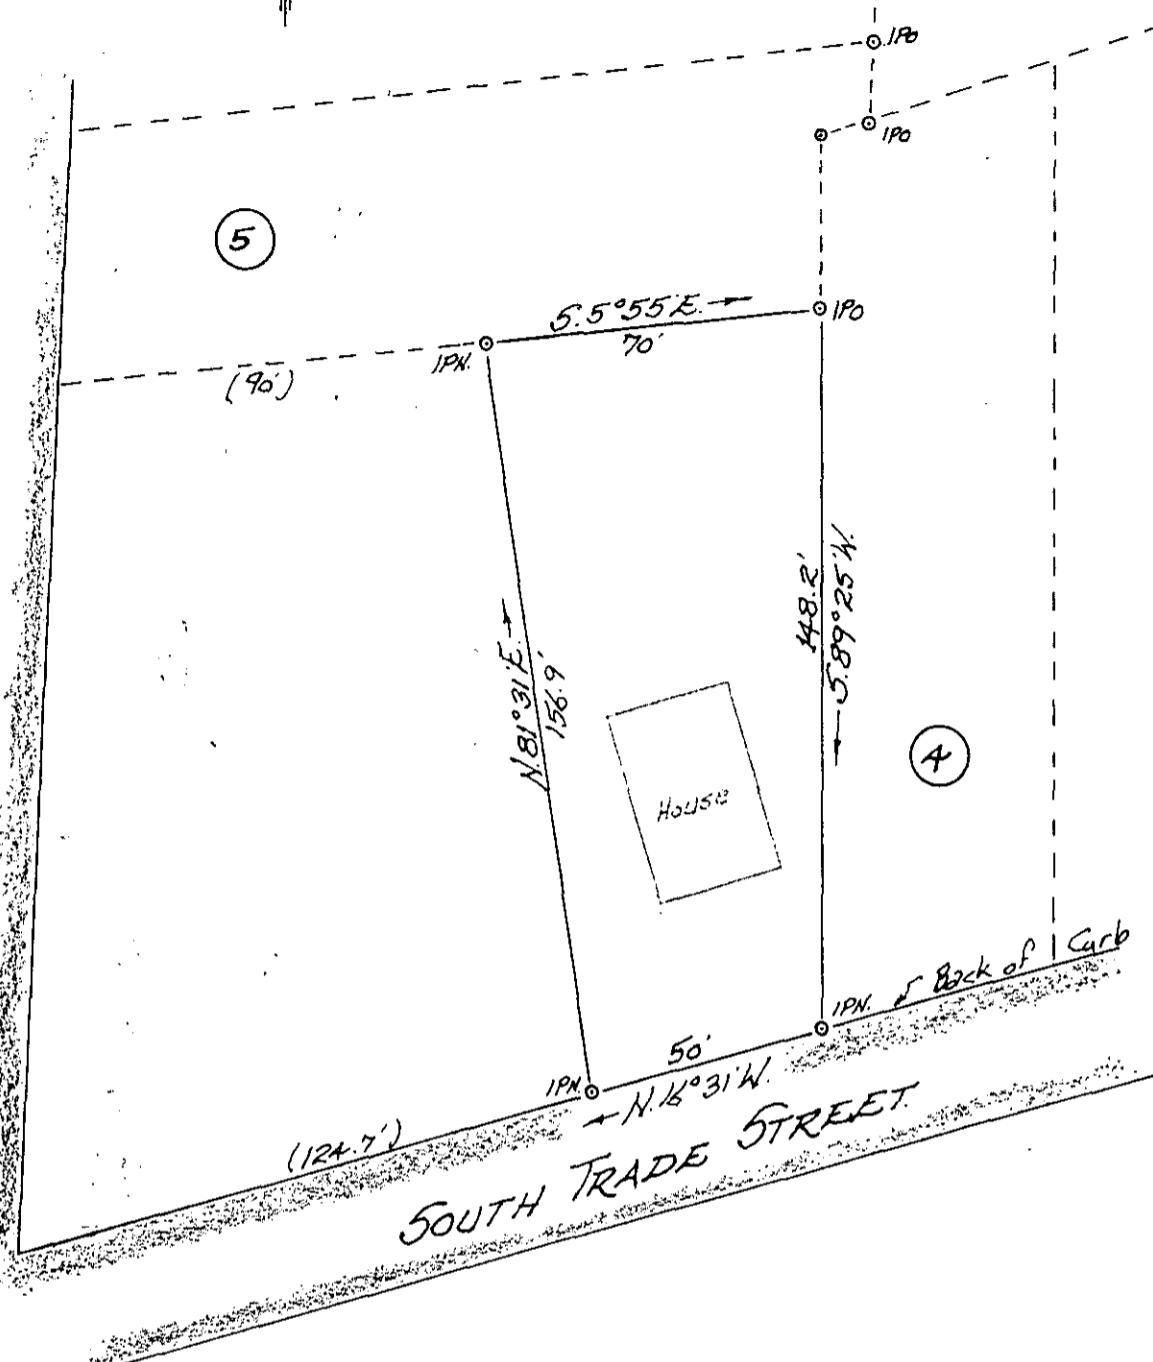 IPO
IPO
5
S.5°55'E.
70'
IPO
IPN.
(90')
148.2'
S.89°25'W.
N.81°31'E.
156.9'
4
House
Back of Curb
IPN.
50'
IPN.
N.16°31'W.
(124.7')
SOUTH TRADE STREET.